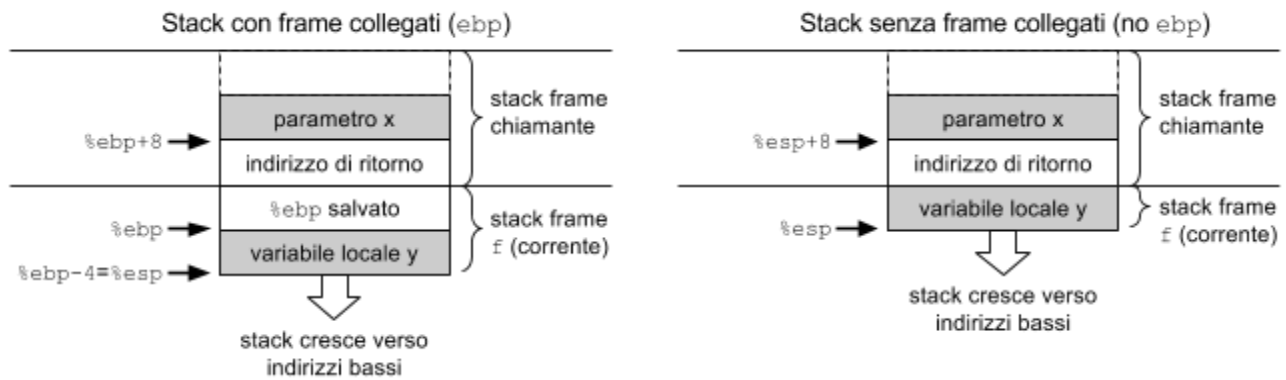 Stack con frame collegati (ebp)
parametro x
%ebp+8
indirizzo di ritorno
stack frame
chiamante
%ebp salvato
%ebp
variabile locale y
%ebp-4=%esp
stack frame
f (corrente)
stack cresce verso
indirizzi bassi
Stack senza frame collegati (no ebp)
parametro x
%esp+8
indirizzo di ritorno
stack frame
chiamante
variabile locale y
%esp
stack frame
f (corrente)
stack cresce verso
indirizzi bassi